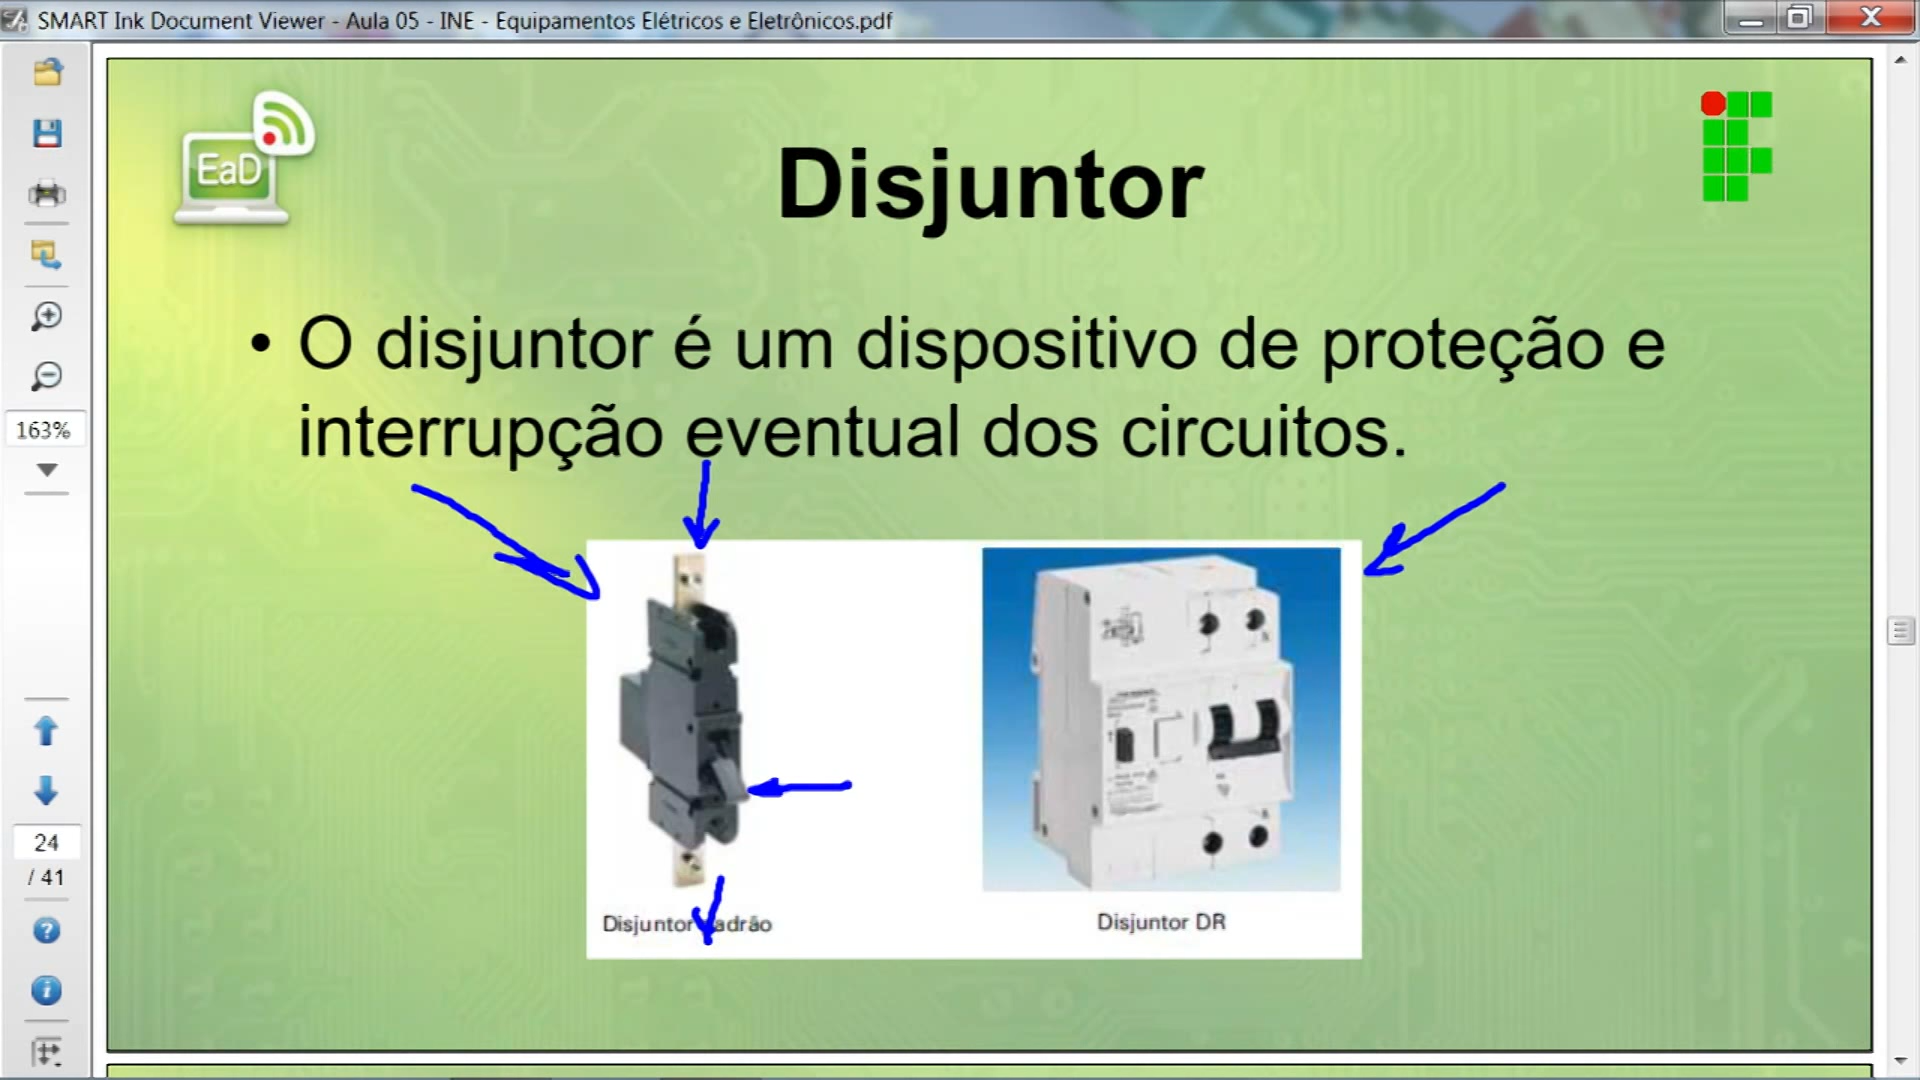 SMART Ink Document Viewer - Aula 05 - INE - Equipamentos Elétricos e Eletrônicos.pdf
EaD
Disjuntor
• O disjuntor é um dispositivo de proteção e
interrupção eventual dos circuitos.
163%
24
/ 41
Disjuntor
Disjuntor DR